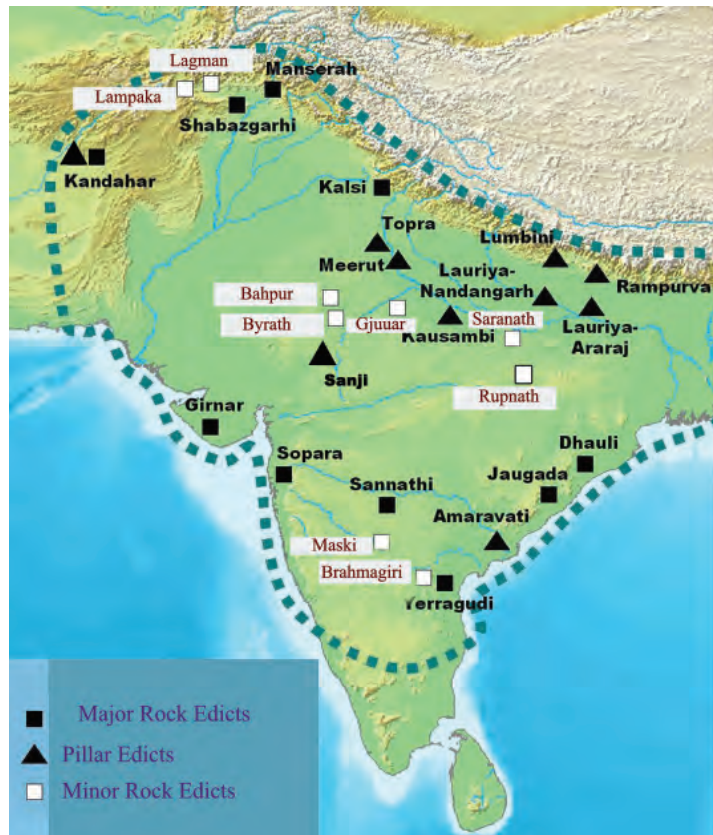 Lagman
Manserah
Lampaka
Shabazgarhi
Kandahar
Kalsi
Topra
Lumbini
Meerut
Lauriya-
Nandangarh
Rampurva
Bahpur
Byrath
Gjuuar
Kausambi
Saranath
Lauriya-
Araraj
Sanji
Rupnath
Girnar
Sopara
Dhauli
Sannathi
Jaugada
Amaravati
Maski
Brahmagiri
Yerragudi
Major Rock Edicts
Pillar Edicts
Minor Rock Edicts